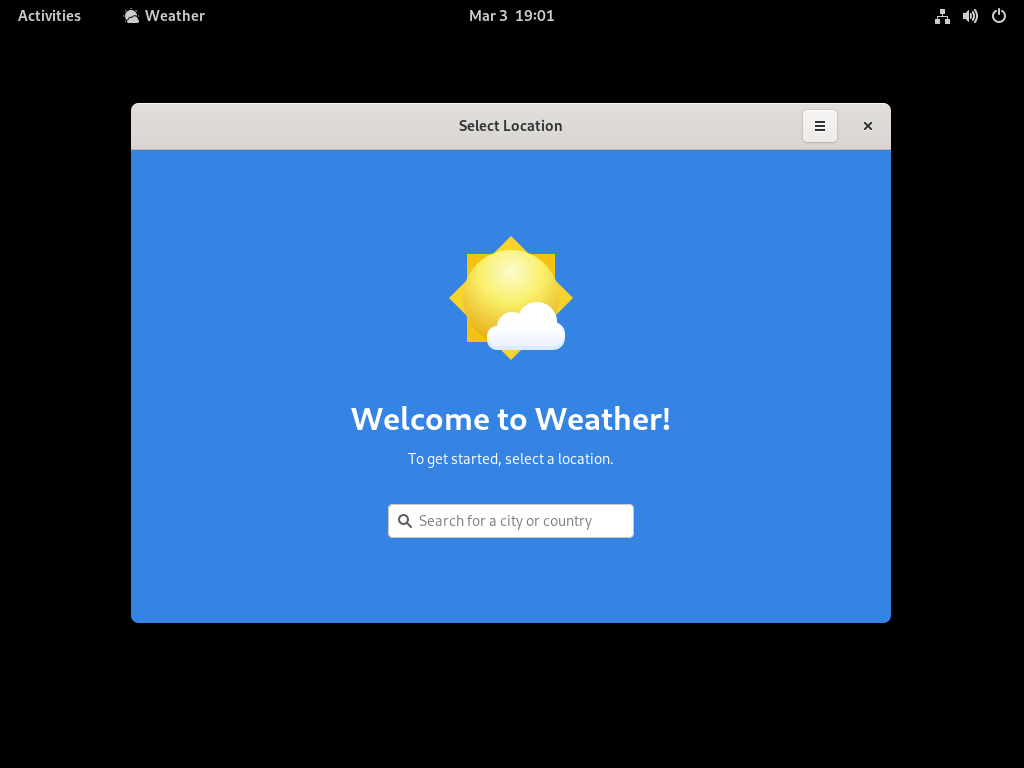 Activities Weather Mar 3 19:01
Select Location
Welcome to Weather!
To get started, select a location.
Search for a city or country